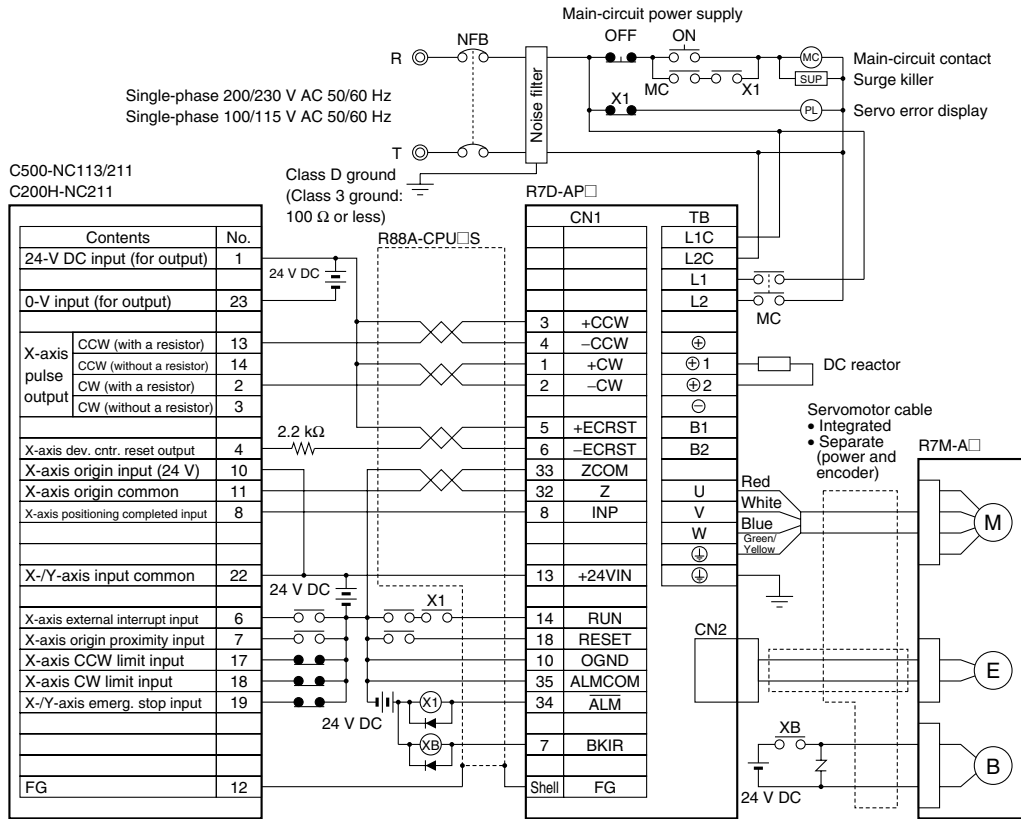 Main-circuit power supply
OFF ON
R NFB
MC Main-circuit contact
SUP Surge killer
MC X1
Single-phase 200/230 V AC 50/60 Hz
Single-phase 100/115 V AC 50/60 Hz
Noise filter
X1
PL Servo error display
T
C500-NC113/211
C200H-NC211
Class D ground
(Class 3 ground:
100 Ω or less)
R7D-AP□
R88A-CPU□S
CN1 TB
Contents No.
24-V DC input (for output) 1
24 V DC
0-V input (for output) 23
X-axis pulse output
CCW (with a resistor) 13
CCW (without a resistor) 14
CW (with a resistor) 2
CW (without a resistor) 3
X-axis dev. cntr. reset output 4
2.2 kΩ
X-axis origin input (24 V) 10
X-axis origin common 11
X-axis positioning completed input 8
X-/Y-axis input common 22
24 V DC
X-axis external interrupt input 6
X-axis origin proximity input 7
X-axis CCW limit input 17
X-axis CW limit input 18
X-/Y-axis emerg. stop input 19
FG 12
X1
24 V DC
X1
XB
3 +CCW
4 −CCW
1 +CW
2 −CW
5 +ECRST
6 −ECRST
33 ZCOM
32 Z
8 INP
13 +24VIN
14 RUN
18 RESET
10 OGND
35 ALMCOM
34 ALM
7 BKIR
Shell FG
L1C
L2C
L1
L2
MC
⊕
⊕1
⊕2
⊖
B1
B2
U
V
W
DC reactor
Red
White
Blue
Green/
Yellow
CN2
Servomotor cable
• Integrated
• Separate
(power and
encoder)
R7M-A□
M
E
XB
B
24 V DC